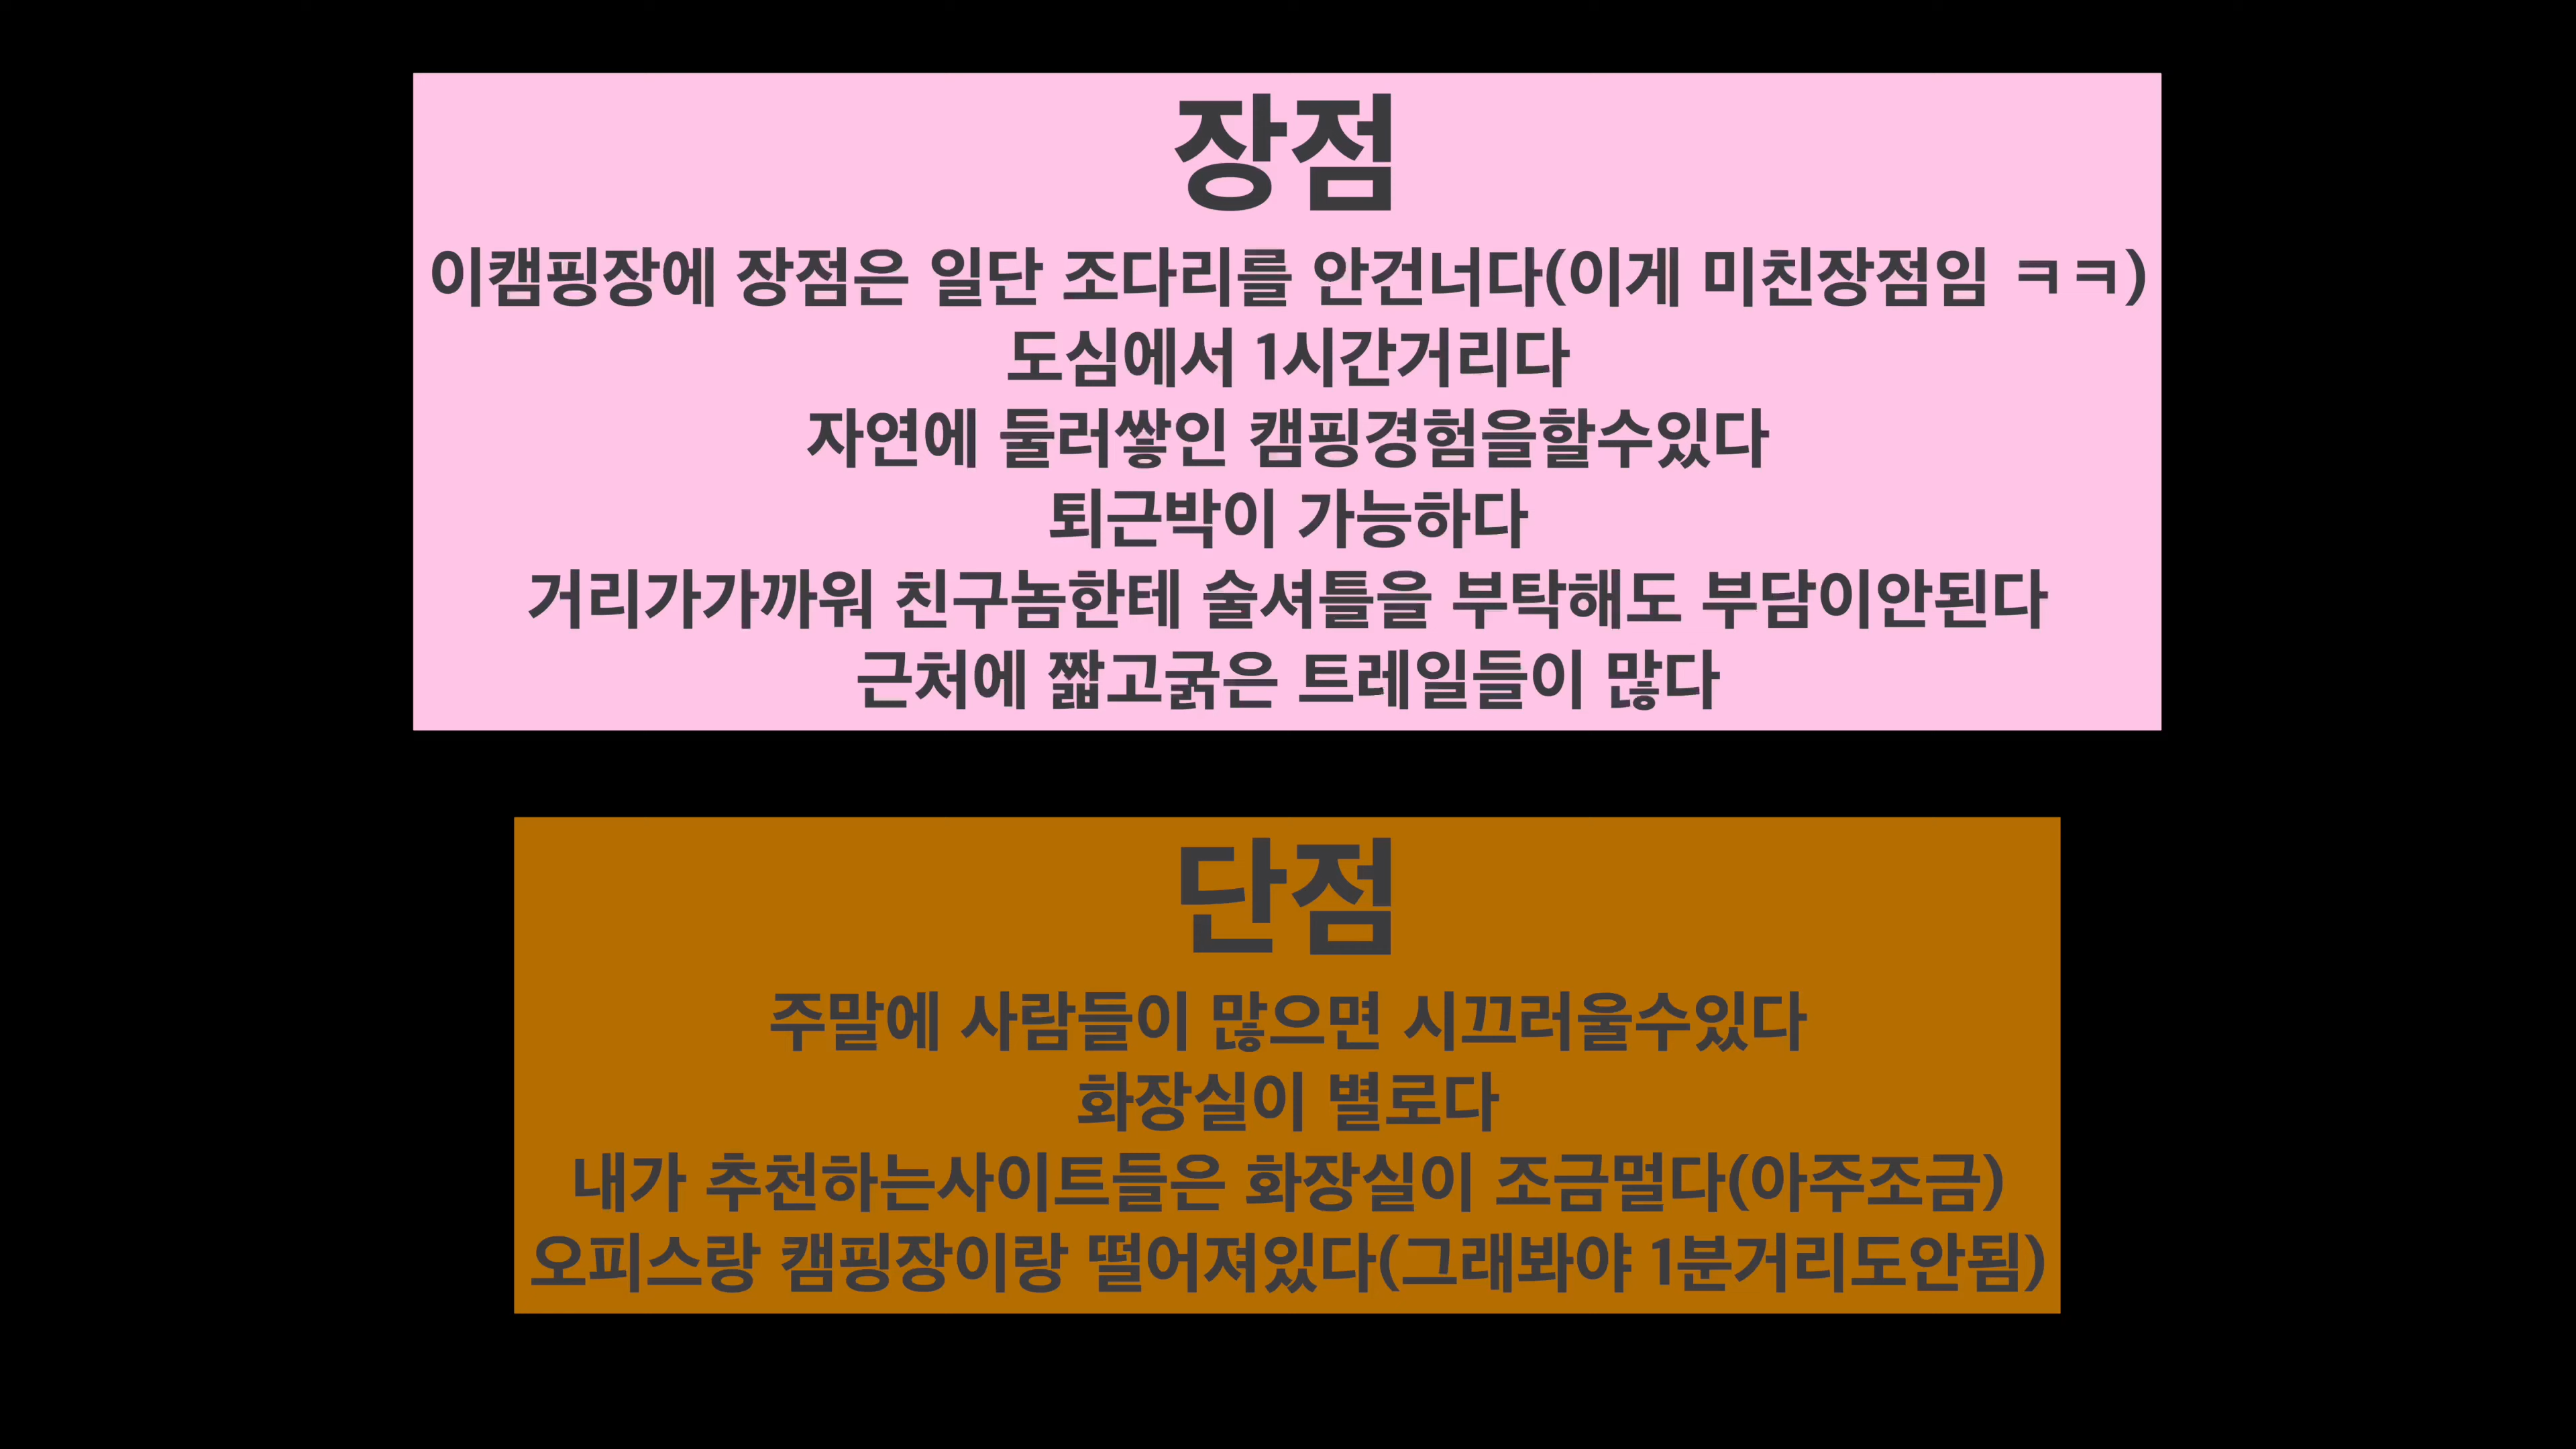 장점
이캠핑장에 장점은 일단 조다리를 안건너다(이게 미친장점임 ㅋㅋ)
도심에서 1시간거리다
자연에 둘러쌓인 캠핑경험을할수있다
퇴근박이 가능하다
거리가가까워 친구놈한테 술셔틀을 부탁해도 부담이안된다
근처에 짧고굵은 트레일들이 많다
단점
주말에 사람들이 많으면 시끄러울수있다
화장실이 별로다
내가 추천하는사이트들은 화장실이 조금멀다(아주조금)
오피스랑 캠핑장이랑 떨어져있다(그래봐야 1분거리도안됨)